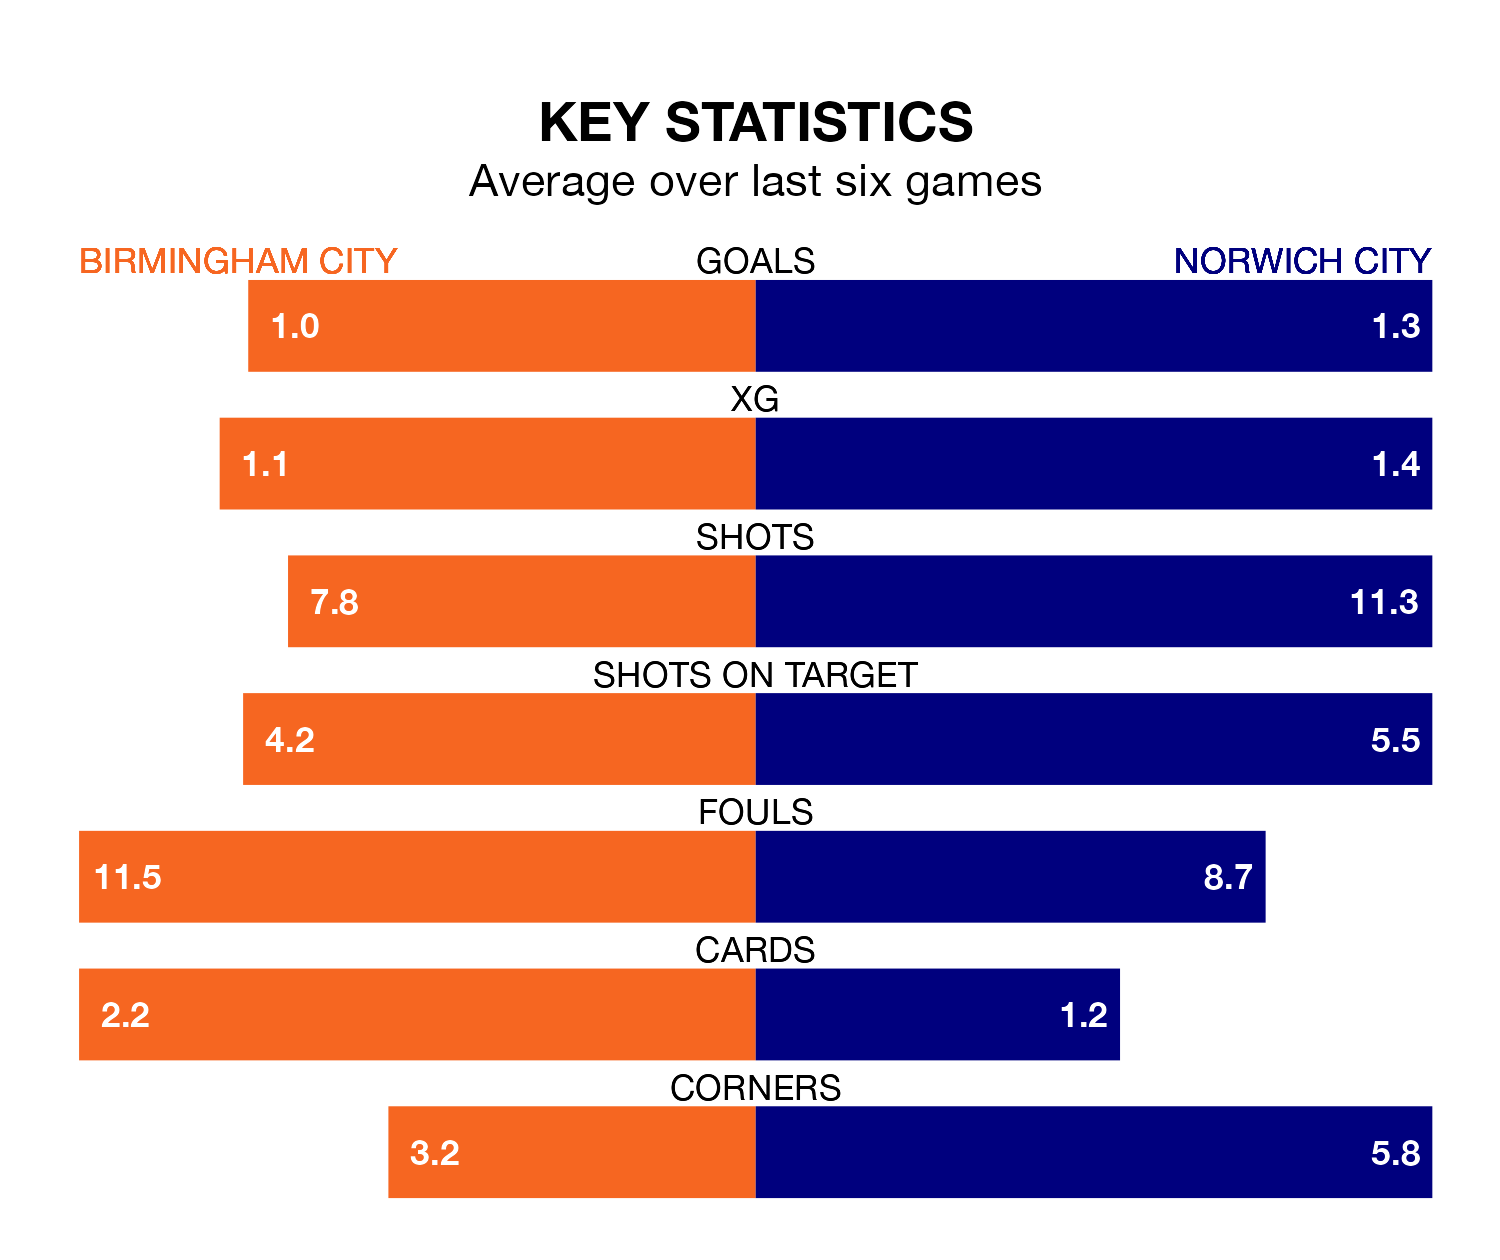 KEY STATISTICS
Average over last six games
BIRMINGHAM CITY GOALS NORWICH CITY
1.0 1.3
XG
1.1 1.4
SHOTS
7.8 11.3
SHOTS ON TARGET
4.2 5.5
FOULS
11.5 8.7
CARDS
2.2 1.2
CORNERS
3.2 5.8